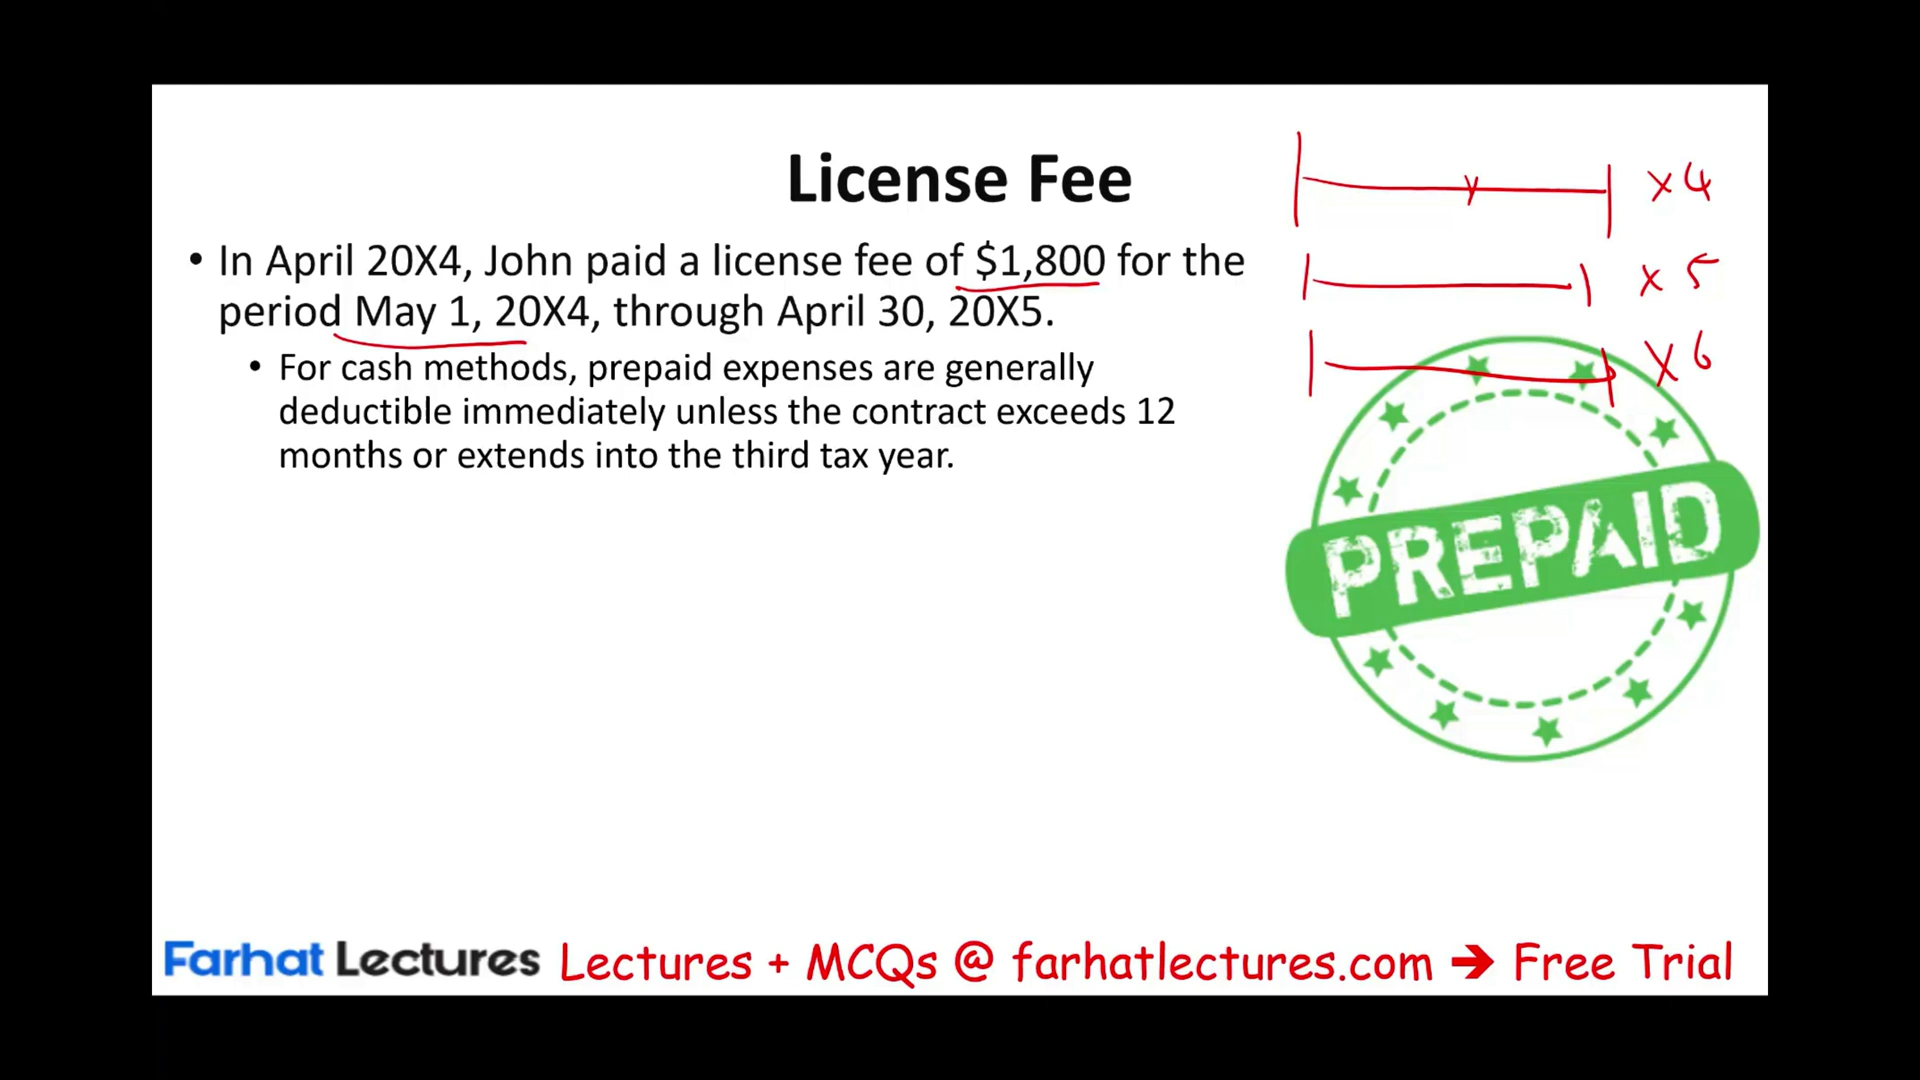 License Fee
• In April 20X4, John paid a license fee of $1,800 for the
period May 1, 20X4, through April 30, 20X5.
• For cash methods, prepaid expenses are generally
deductible immediately unless the contract exceeds 12
months or extends into the third tax year.
x4
x5
x6
PREPAID
Farhat Lectures Lectures + MCQs @ farhatlectures.com → Free Trial